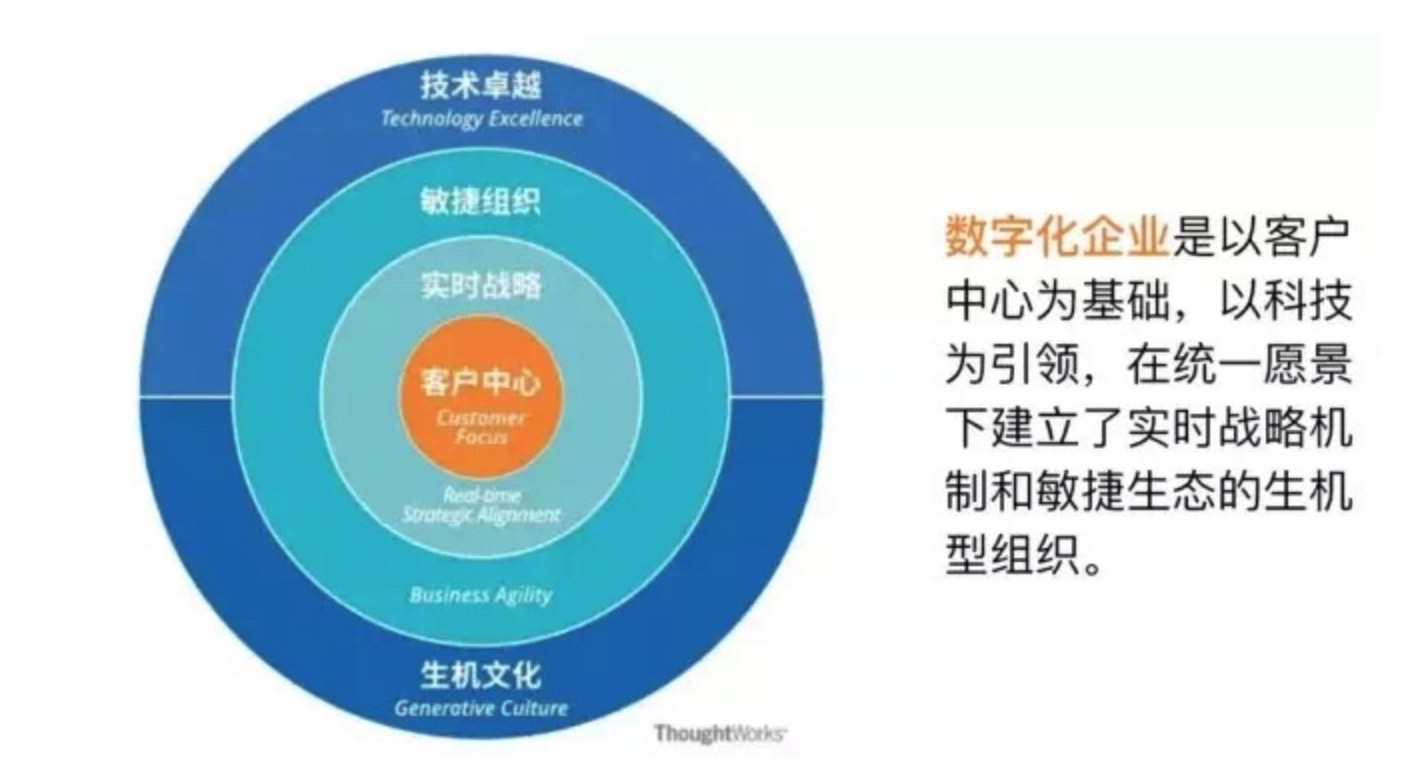 技术卓越
Technology Excellence
敏捷组织
实时战略
客户中心
Customer
Focus
Real-time
Strategic Alignment
Business Agility
生机文化
Generative Culture
ThoughtWorks
数字化企业是以客户
中心为基础，以科技
为引领，在统一愿景
下建立了实时战略机
制和敏捷生态的生机
型组织。